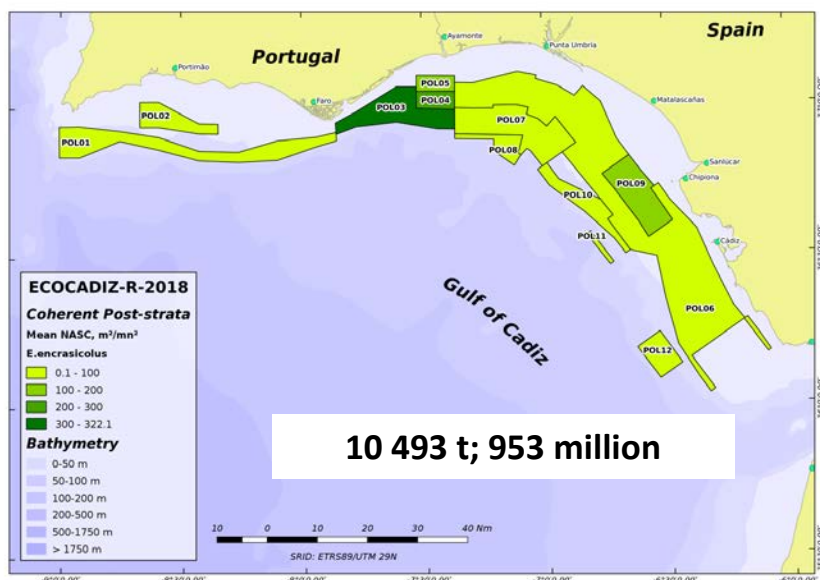 Portugal
Spain
Ayamonte
Punta Umbria
Portimão
Faro
Matalascañas
Sanlúcar
Chipiona
Cádiz
POL05
POL04
POL03
POL02
POL01
POL07
POL08
POL09
POL10
POL11
POL06
POL12
Gulf of Cadiz
ECOCADIZ-R-2018
Coherent Post-strata
Mean NASC, m²/mn²
E.encrasicolus
0.1 - 100
100 - 200
200 - 300
300 - 322.1
Bathymetry
0-50 m
50-100 m
100-200 m
200-500 m
500-1750 m
> 1750 m
10 493 t; 953 million
10 0 10 20 30 40 Nm
SRID: ETRS89/UTM 29N